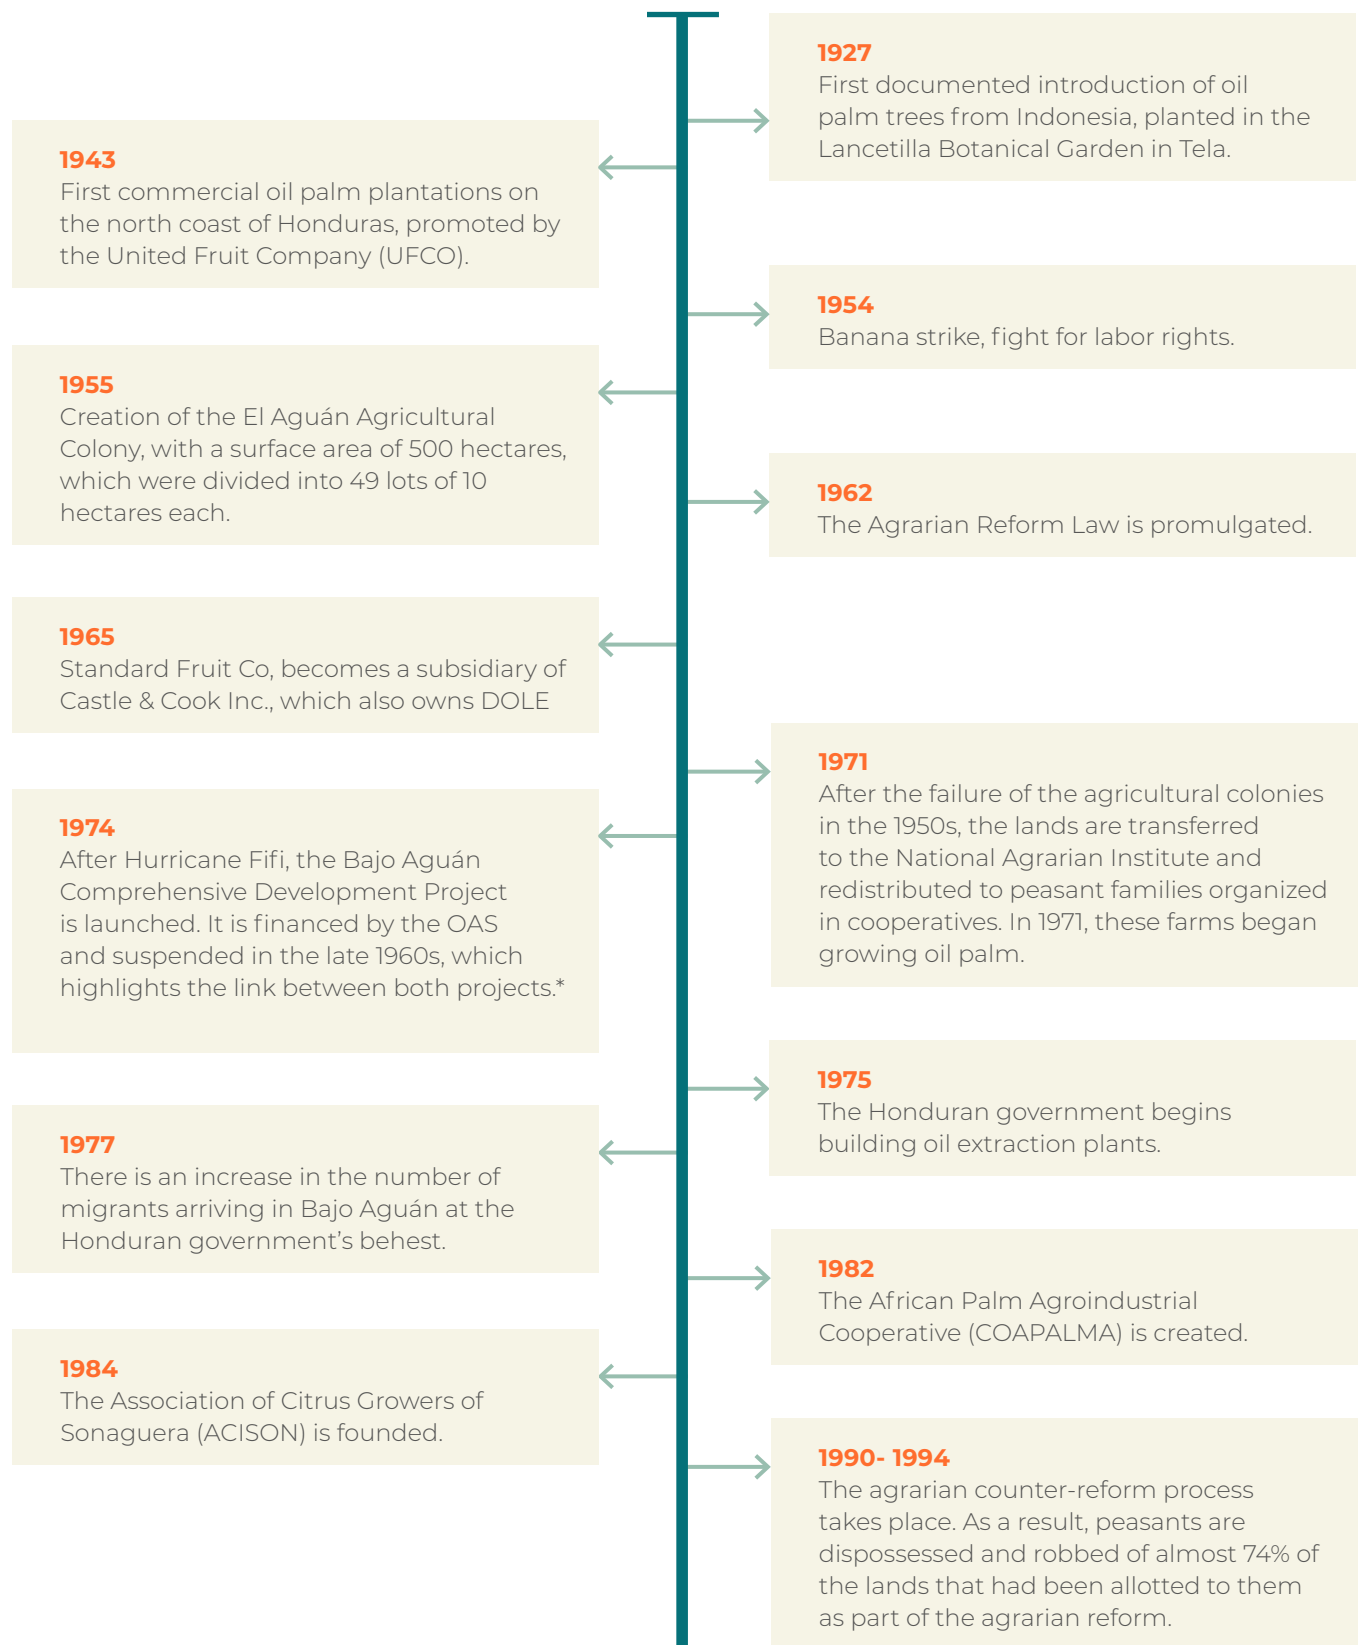 1927
First documented introduction of oil
palm trees from Indonesia, planted in the
Lancetilla Botanical Garden in Tela.
1943
First commercial oil palm plantations on
the north coast of Honduras, promoted by
the United Fruit Company (UFCO).
1954
Banana strike, fight for labor rights.
1955
Creation of the El Aguán Agricultural
Colony, with a surface area of 500 hectares,
which were divided into 49 lots of 10
hectares each.
1962
The Agrarian Reform Law is promulgated.
1965
Standard Fruit Co, becomes a subsidiary of
Castle & Cook Inc., which also owns DOLE
1971
After the failure of the agricultural colonies
in the 1950s, the lands are transferred
to the National Agrarian Institute and
redistributed to peasant families organized
in cooperatives. In 1971, these farms began
growing oil palm.
1974
After Hurricane Fifi, the Bajo Aguán
Comprehensive Development Project
is launched. It is financed by the OAS
and suspended in the late 1960s, which
highlights the link between both projects.*
1975
The Honduran government begins
building oil extraction plants.
1977
There is an increase in the number of
migrants arriving in Bajo Aguán at the
Honduran government’s behest.
1982
The African Palm Agroindustrial
Cooperative (COAPALMA) is created.
1984
The Association of Citrus Growers of
Sonaguera (ACISON) is founded.
1990- 1994
The agrarian counter-reform process
takes place. As a result, peasants are
dispossessed and robbed of almost 74% of
the lands that had been allotted to them
as part of the agrarian reform.